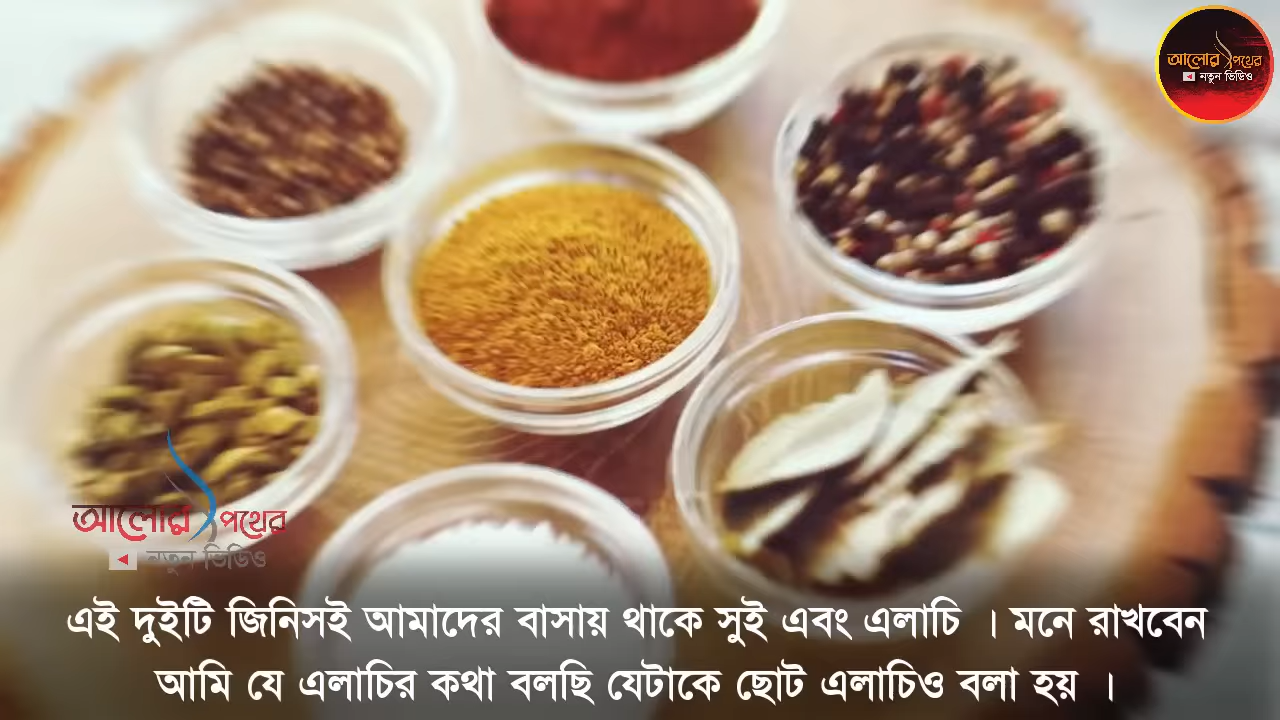 আলোর পথের
নতুন ভিডিও
আলোর পথের
নতুন ভিডিও
এই দুইটি জিনিসই আমাদের বাসায় থাকে সুই এবং এলাচি । মনে রাখবেন
আমি যে এলাচির কথা বলছি যেটাকে ছোট এলাচিও বলা হয় ।